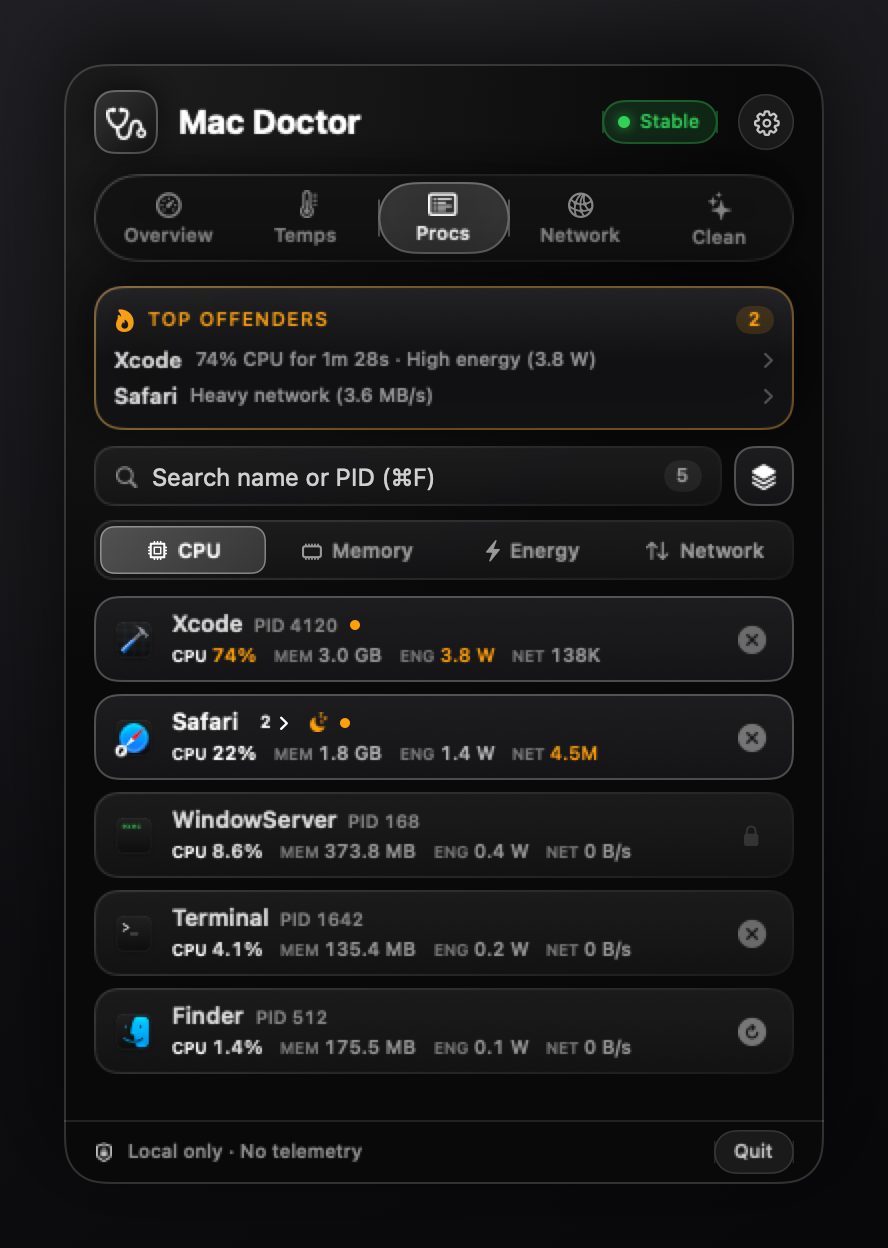 Mac Doctor
Stable
Overview
Temps
Procs
Network
Clean
TOP OFFENDERS 2
Xcode 74% CPU for 1m 28s · High energy (3.8 W)
Safari Heavy network (3.6 MB/s)
Search name or PID (⌘F) 5
CPU
Memory
Energy
Network
Xcode PID 4120
CPU 74% MEM 3.0 GB ENG 3.8 W NET 138K
Safari 2
CPU 22% MEM 1.8 GB ENG 1.4 W NET 4.5M
WindowServer PID 168
CPU 8.6% MEM 373.8 MB ENG 0.4 W NET 0 B/s
Terminal PID 1642
CPU 4.1% MEM 135.4 MB ENG 0.2 W NET 0 B/s
Finder PID 512
CPU 1.4% MEM 175.5 MB ENG 0.1 W NET 0 B/s
Local only · No telemetry
Quit